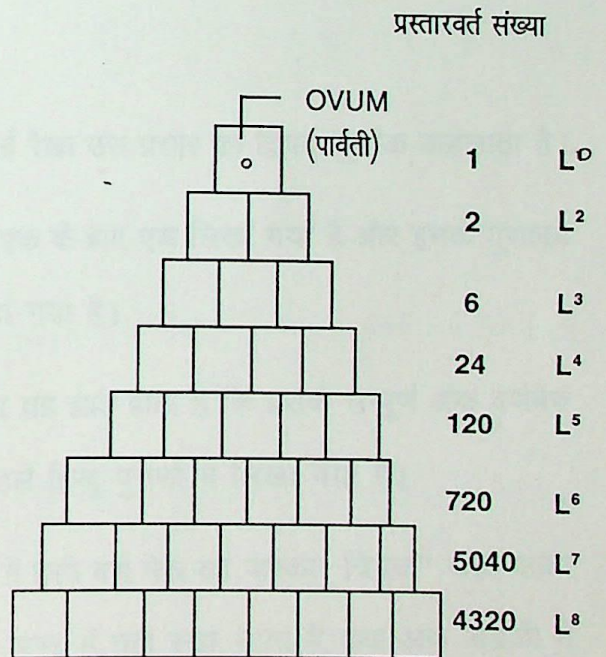 प्रस्तारवर्त संख्या
OVUM
(पार्वती)
1 L⁰
2 L²
6 L³
24 L⁴
120 L⁵
720 L⁶
5040 L⁷
4320 L⁸